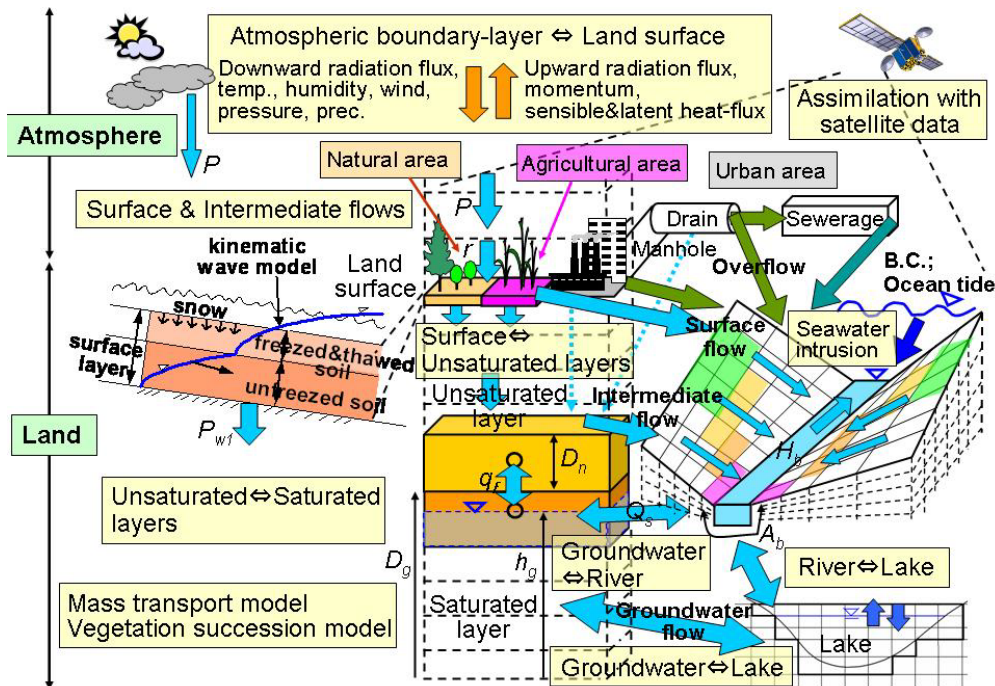 Atmospheric boundary-layer ⇔ Land surface
Downward radiation flux,
temp., humidity, wind,
pressure, prec.
Upward radiation flux,
momentum,
sensible&latent heat-flux
Assimilation with
satellite data
Atmosphere
P
Natural area
Agricultural area
Urban area
Surface & Intermediate flows
P
r
Drain
Sewerage
Manhole
kinematic
wave model
Land
surface
Overflow
B.C.;
Ocean tide
snow
surface
layer
freezed&thawed
soil
unfreezed soil
Surface⇔
Unsaturated layers
Surface
flow
Seawater
intrusion
Unsaturated
layer
Intermediate
flow
Land
Pw1
Dn
qf
Hb
Unsaturated⇔Saturated
layers
Qs
Ab
Dg
hg
Groundwater
⇔River
River⇔Lake
Mass transport model
Vegetation succession model
Saturated
layer
Groundwater
flow
Lake
Groundwater⇔Lake